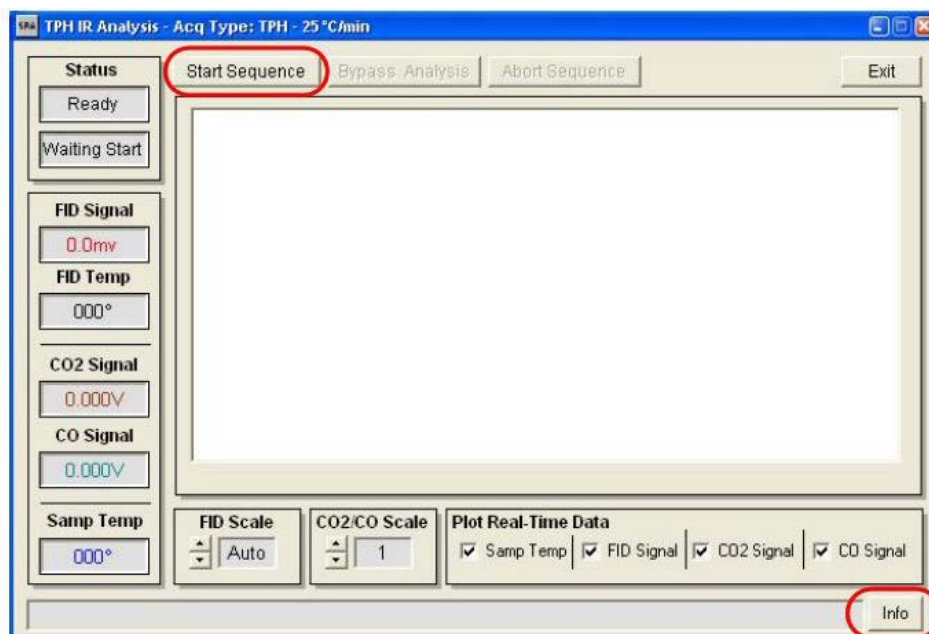 SRA TPH IR Analysis - Acq Type: TPH - 25 °C/min
Status
Ready
Waiting Start
Start Sequence
Bypass Analysis
Abort Sequence
Exit
FID Signal
0.0mv
FID Temp
000°
CO2 Signal
0.000V
CO Signal
0.000V
Samp Temp
000°
FID Scale
Auto
CO2/CO Scale
1
Plot Real-Time Data
Samp Temp
FID Signal
CO2 Signal
CO Signal
Info